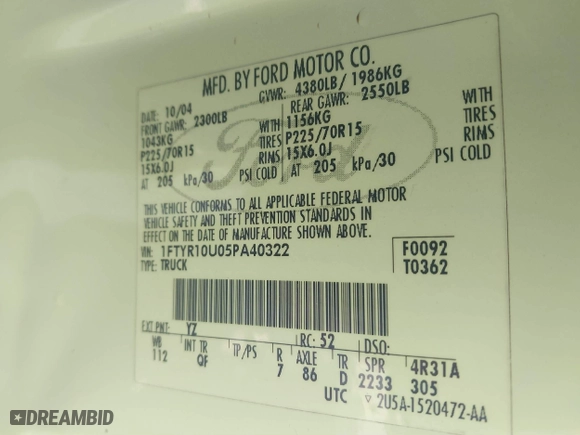 MFD. BY FORD MOTOR CO.
DATE: 10/04 GVWR: 4380LB/ 1986KG
FRONT GAWR: 2300LB REAR GAWR: 2550LB
1043KG 1156KG WITH
P225/70R15 TIRES P225/70R15 TIRES
15X6.0J RIMS 15X6.0J RIMS
AT 205 kPa/30 PSI COLD AT 205 kPa/30 PSI COLD
Ford
THIS VEHICLE CONFORMS TO ALL APPLICABLE FEDERAL MOTOR
VEHICLE SAFETY AND THEFT PREVENTION STANDARDS IN
EFFECT ON THE DATE OF MANUFACTURE SHOWN ABOVE.
VIN: 1FTYR10U05PA40322 F0092
TYPE: TRUCK T0362
EXT PNT: YZ RC: 52 DSO:
WB INT TR TP/PS R AXLE TR SPR 4R31A
112 QF 7 86 D 2233 305
UTC ▽ 2U5A-1520472-AA
DREAMBID